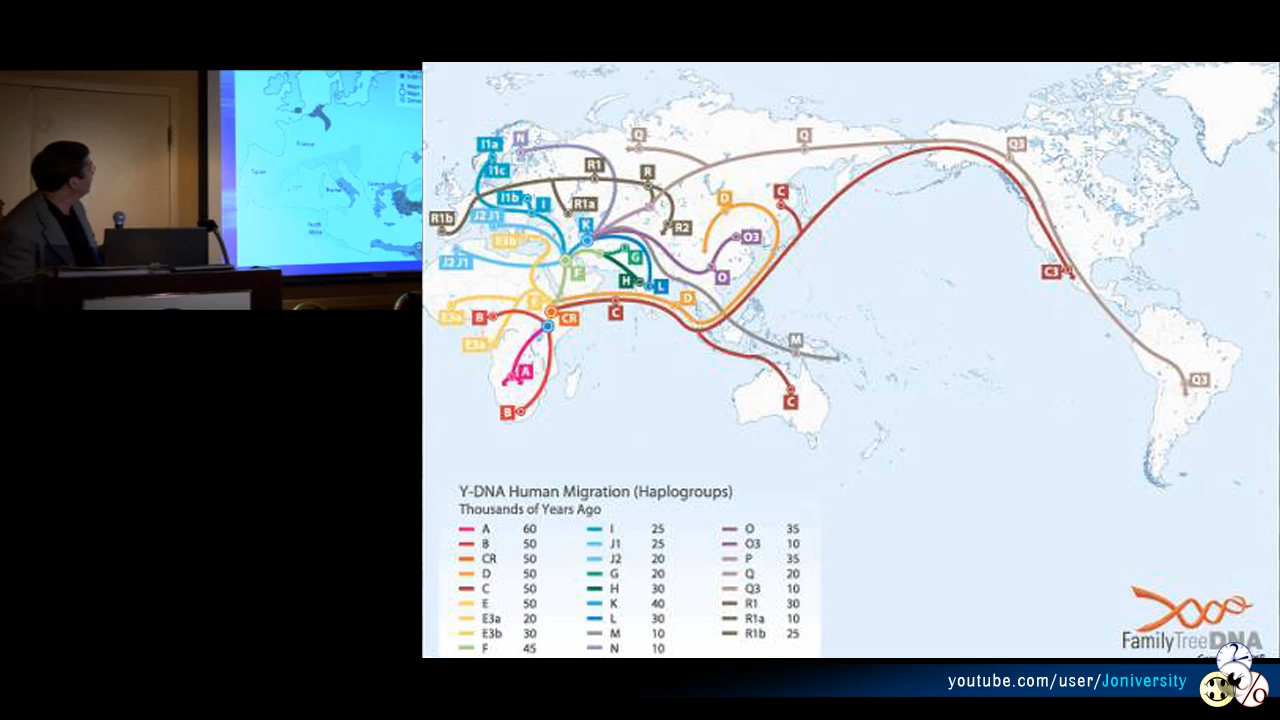 I1a
N
Q
Q
Q3
I1c
R1
R
I1b
I
R1a
D
C
J2 J1
R1b
K
R2
E3b
O3
J2 J1
F
G
O
H
L
C3
E
D
E3a
B
CR
C
E3a
M
A
Q3
B
C
Y-DNA Human Migration (Haplogroups)
Thousands of Years Ago
A 60 I 25 O 35
B 50 J1 25 O3 10
CR 50 J2 20 P 35
D 50 G 20 Q 20
C 50 H 30 Q3 10
E 50 K 40 R1 30
E3a 20 L 30 R1a 10
E3b 30 M 10 R1b 25
F 45 N 10
FamilyTreeDNA
youtube.com/user/Joniversity